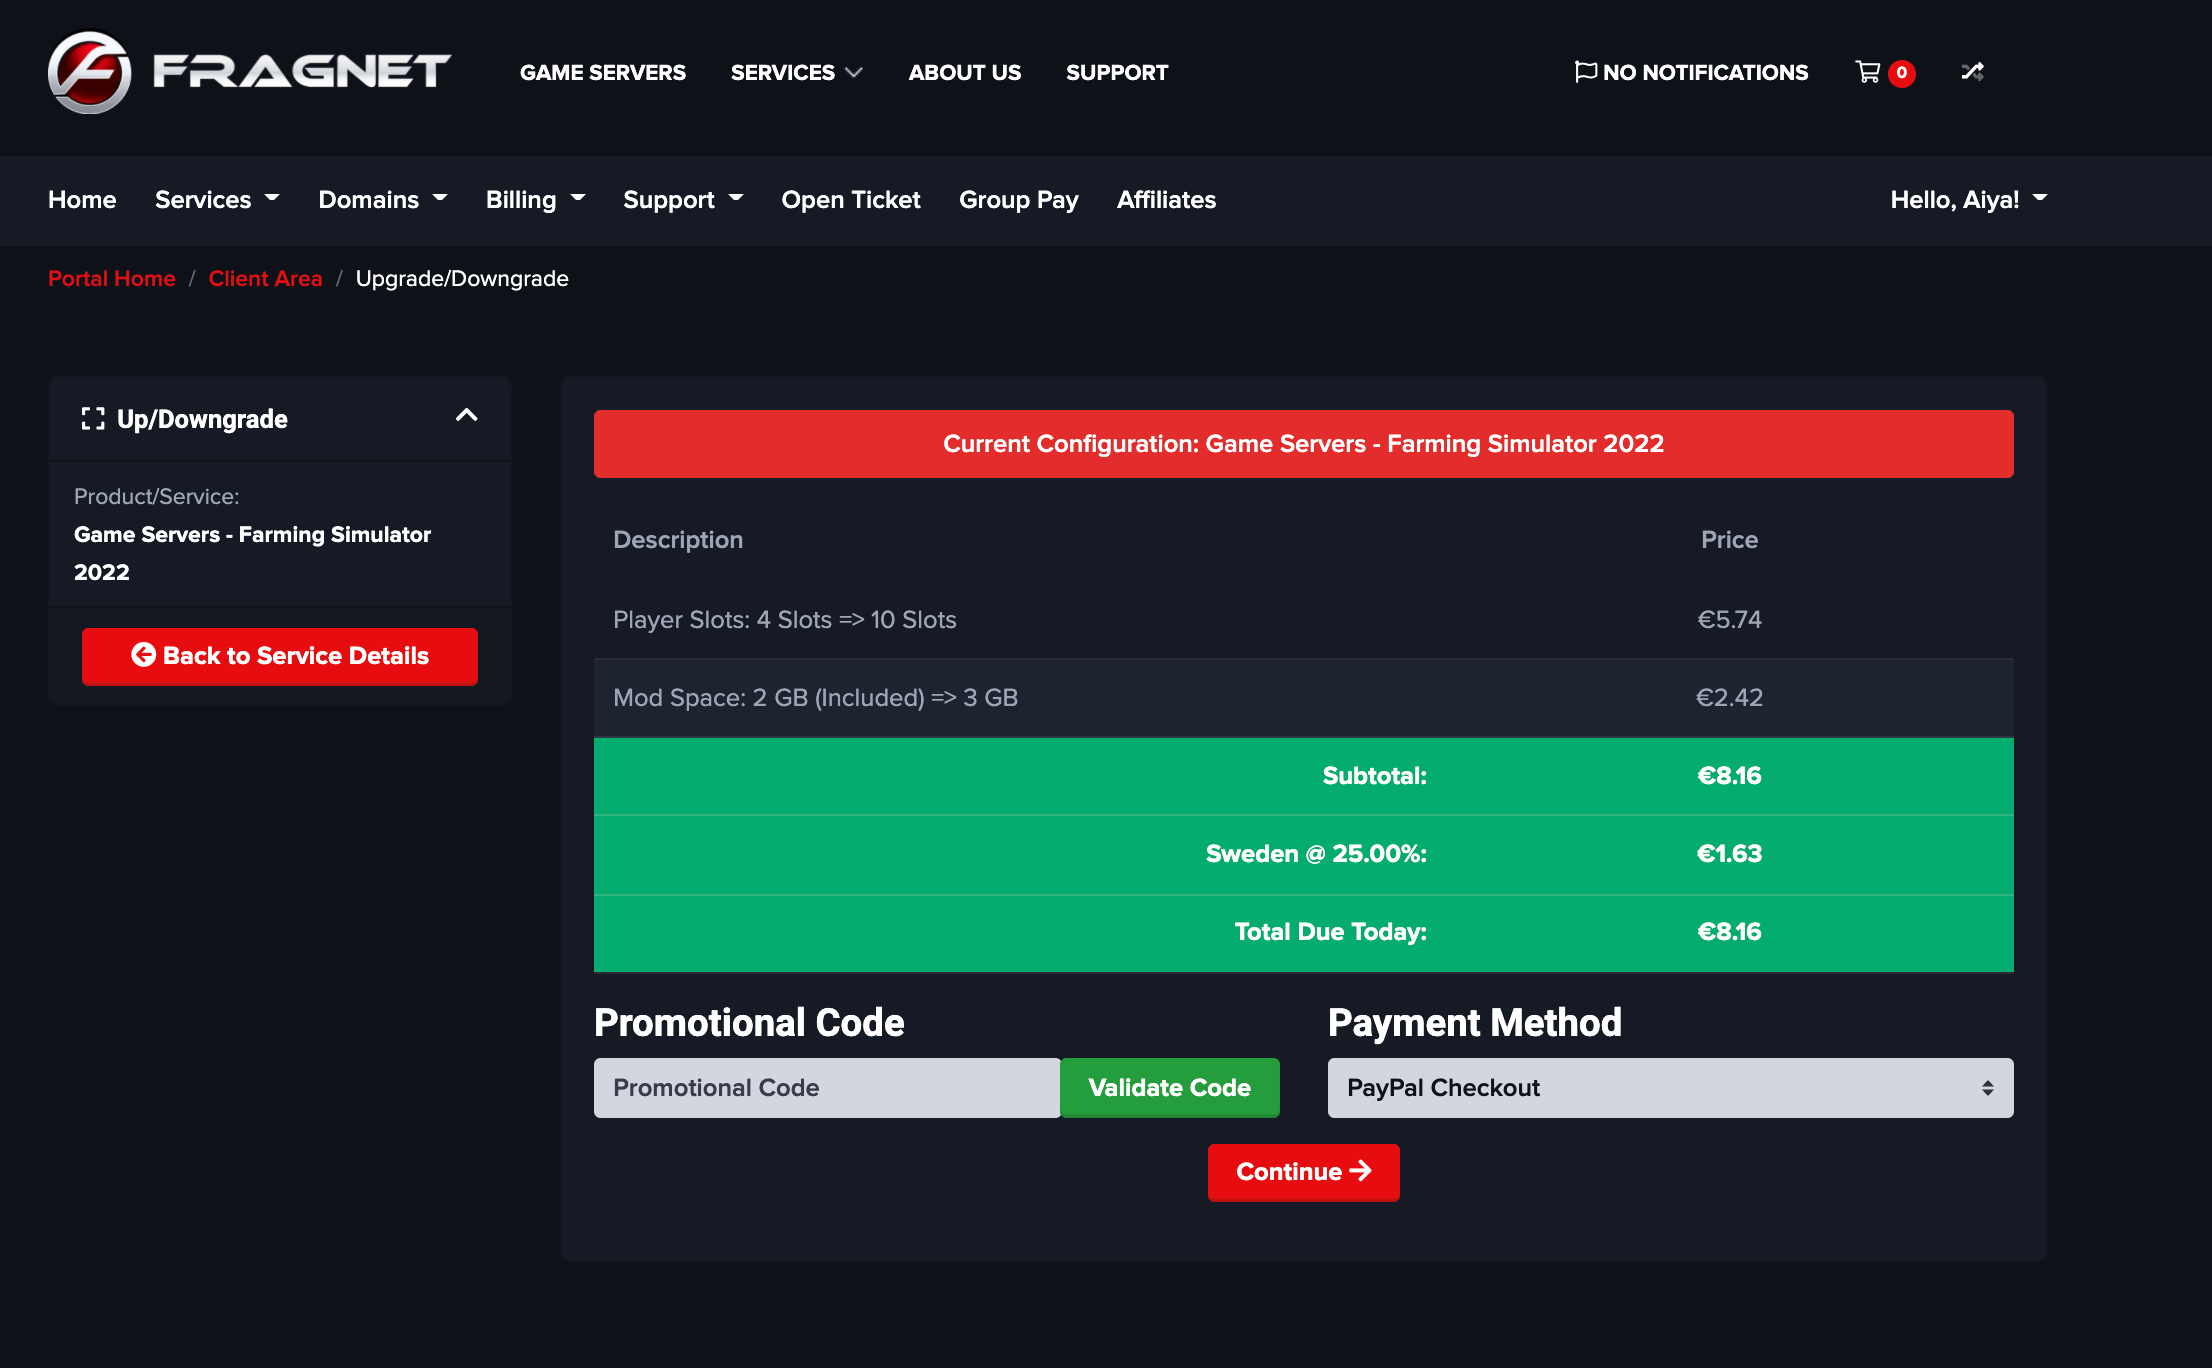 FRAGNET
GAME SERVERS SERVICES ABOUT US SUPPORT NO NOTIFICATIONS 0
Home Services Domains Billing Support Open Ticket Group Pay Affiliates Hello, Aiya!
Portal Home / Client Area / Upgrade/Downgrade
Up/Downgrade
Product/Service:
Game Servers - Farming Simulator
2022
Back to Service Details
Current Configuration: Game Servers - Farming Simulator 2022
Description Price
Player Slots: 4 Slots => 10 Slots €5.74
Mod Space: 2 GB (Included) => 3 GB €2.42
Subtotal: €8.16
Sweden @ 25.00%: €1.63
Total Due Today: €8.16
Promotional Code Payment Method
Promotional Code Validate Code PayPal Checkout
Continue